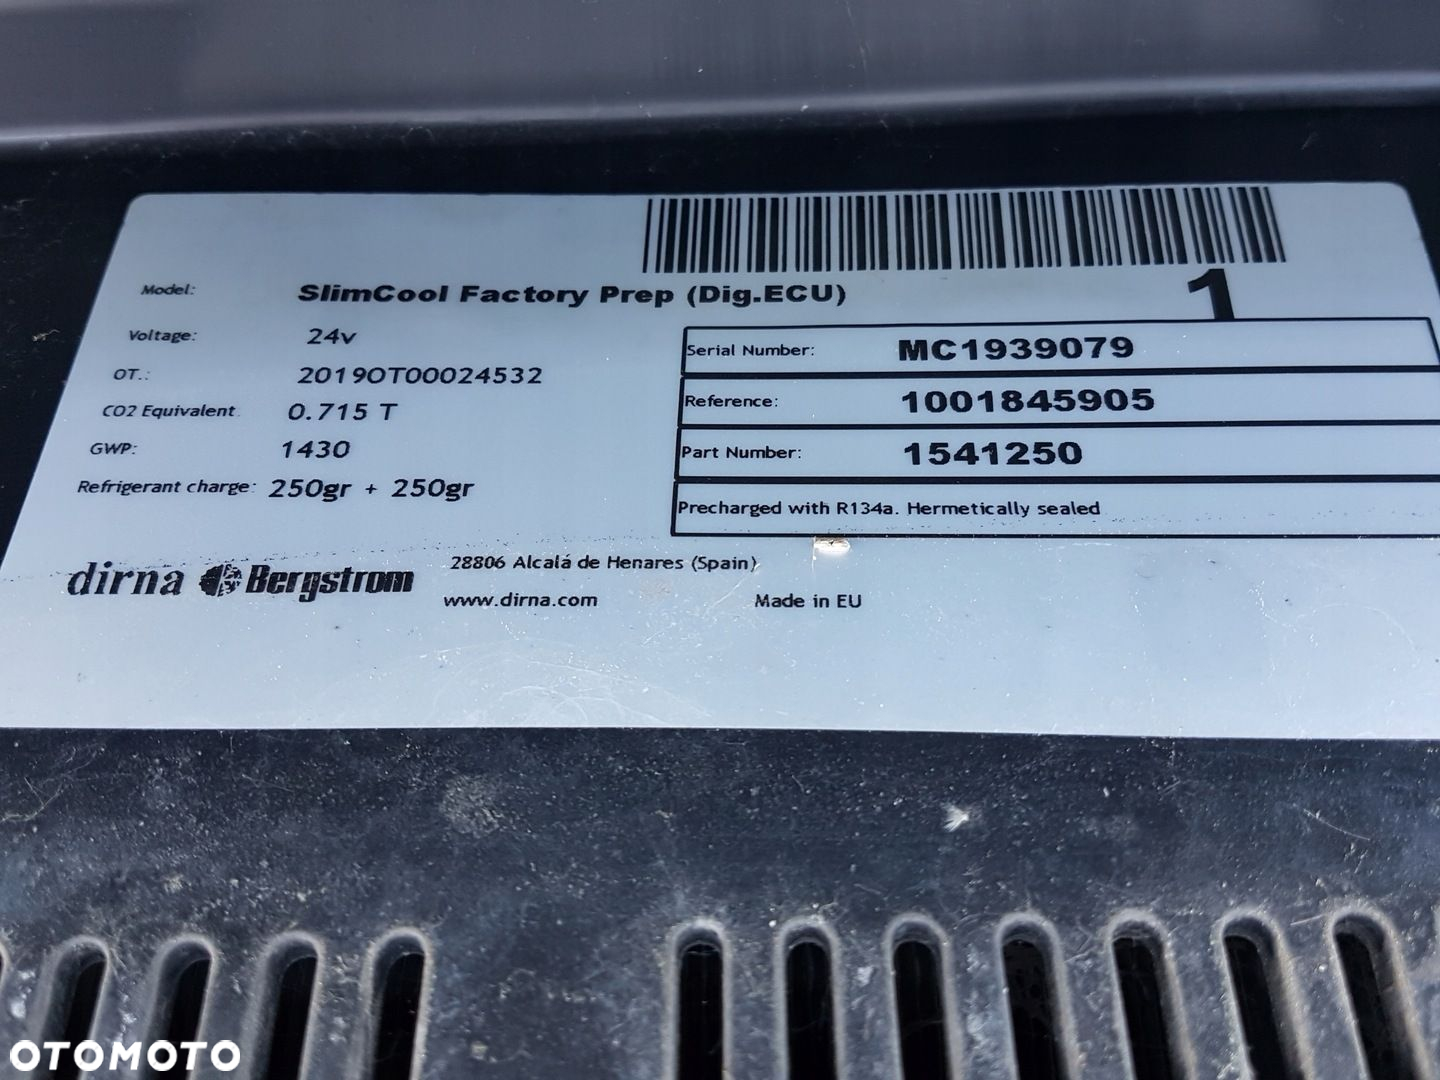 1
Model: SlimCool Factory Prep (Dig.ECU)
Voltage: 24v
OT.: 2019OT00024532
CO2 Equivalent. 0.715 T
GWP: 1430
Refrigerant charge: 250gr + 250gr
Serial Number: MC1939079
Reference: 1001845905
Part Number: 1541250
Precharged with R134a. Hermetically sealed
dirna Bergstrom
28806 Alcalá de Henares (Spain)
www.dirna.com Made in EU
OTOMOTO